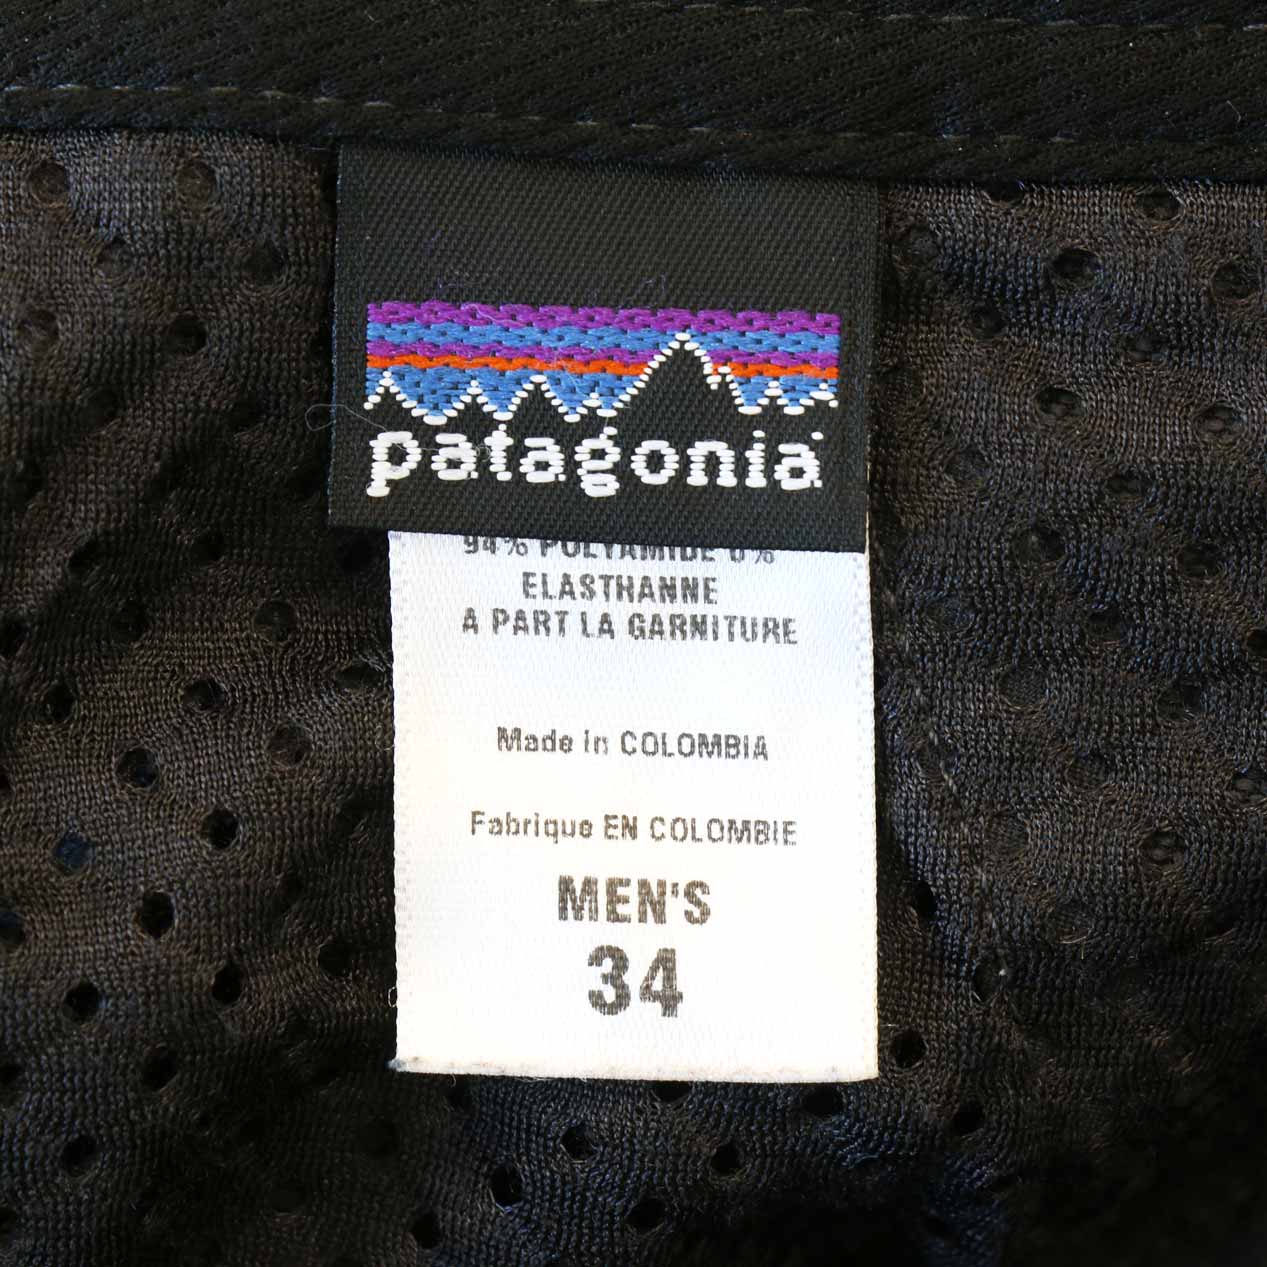 patagonia
94% POLYAMIDE 6%
ELASTHANNE
A PART LA GARNITURE
Made in COLOMBIA
Fabrique EN COLOMBIE
MEN'S
34